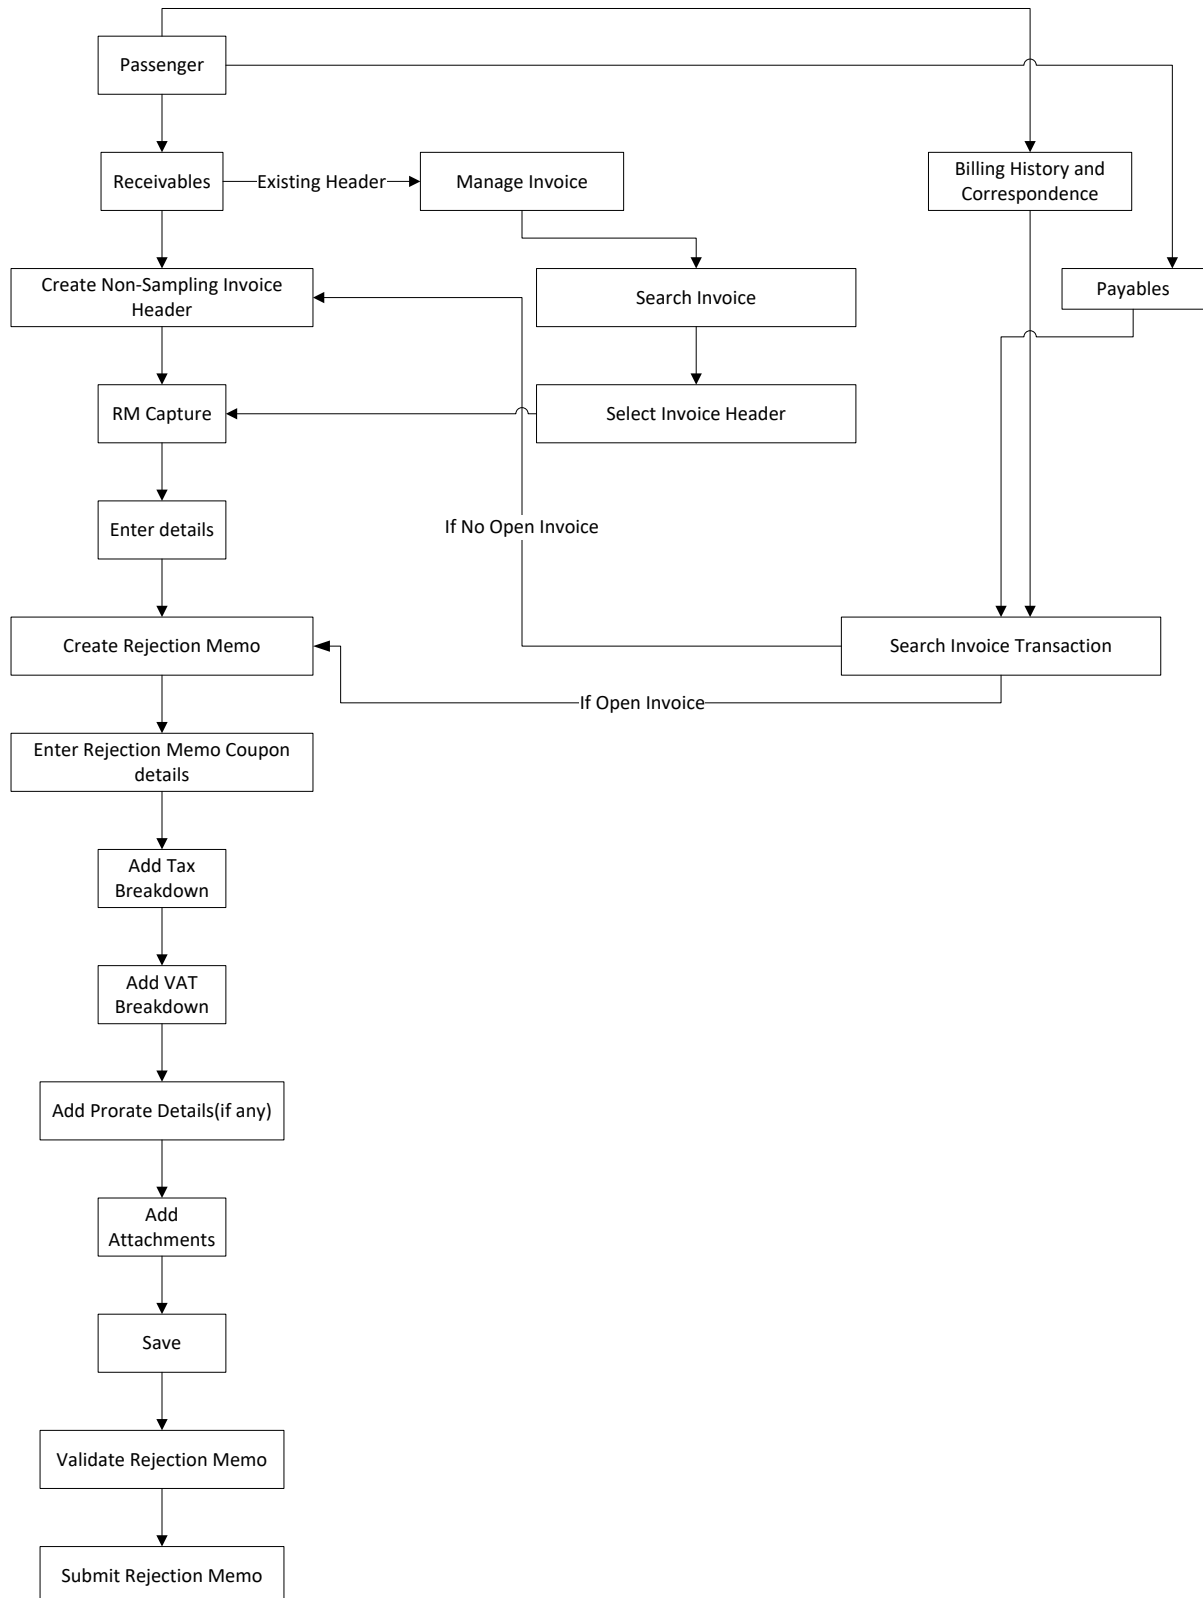 Passenger
Receivables
Existing Header
Manage Invoice
Billing History and
Correspondence
Create Non-Sampling Invoice
Header
Search Invoice
Payables
RM Capture
Select Invoice Header
Enter details
If No Open Invoice
Create Rejection Memo
Search Invoice Transaction
If Open Invoice
Enter Rejection Memo Coupon
details
Add Tax
Breakdown
Add VAT
Breakdown
Add Prorate Details(if any)
Add
Attachments
Save
Validate Rejection Memo
Submit Rejection Memo